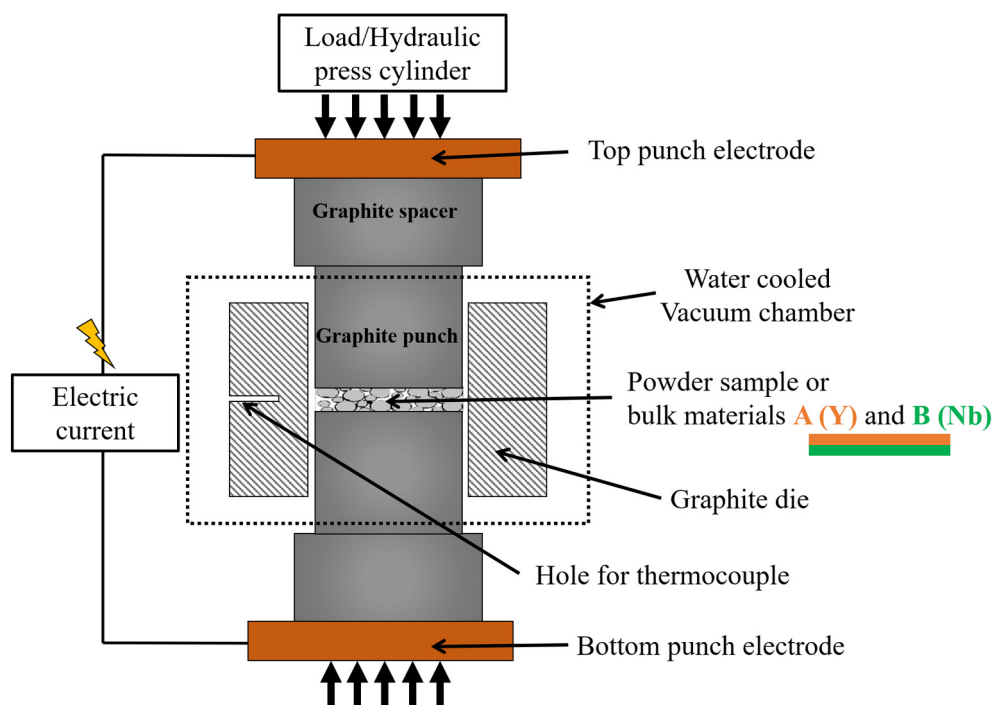 Load/Hydraulic
press cylinder
Top punch electrode
Graphite spacer
Water cooled
Vacuum chamber
Graphite punch
Electric
current
Powder sample or
bulk materials A (Y) and B (Nb)
Graphite die
Hole for thermocouple
Bottom punch electrode